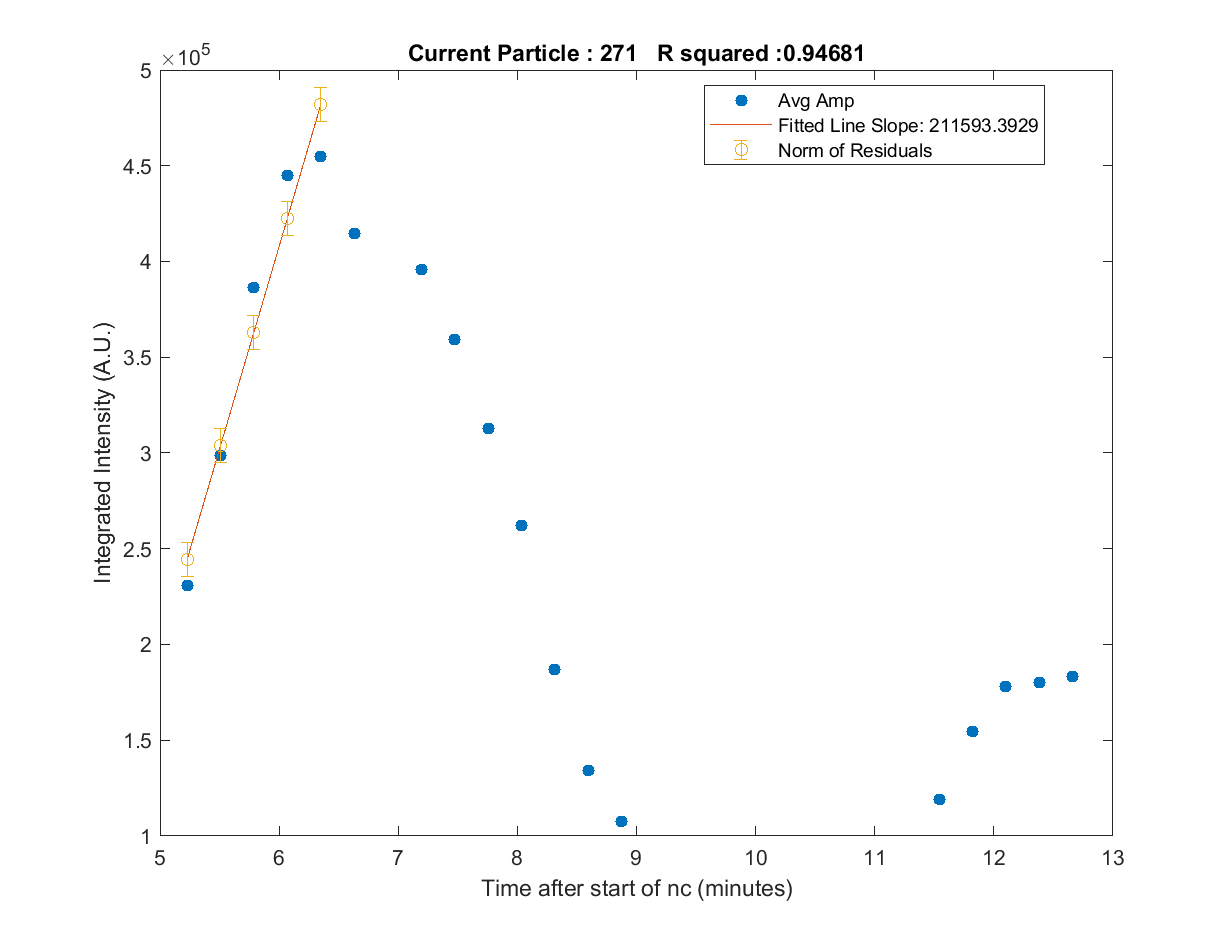 Current Particle : 271 R squared :0.94681
×10^5
Avg Amp
Fitted Line Slope: 211593.3929
Norm of Residuals
5
4.5
4
3.5
3
2.5
2
1.5
1
Integrated Intensity (A.U.)
5 6 7 8 9 10 11 12 13
Time after start of nc (minutes)